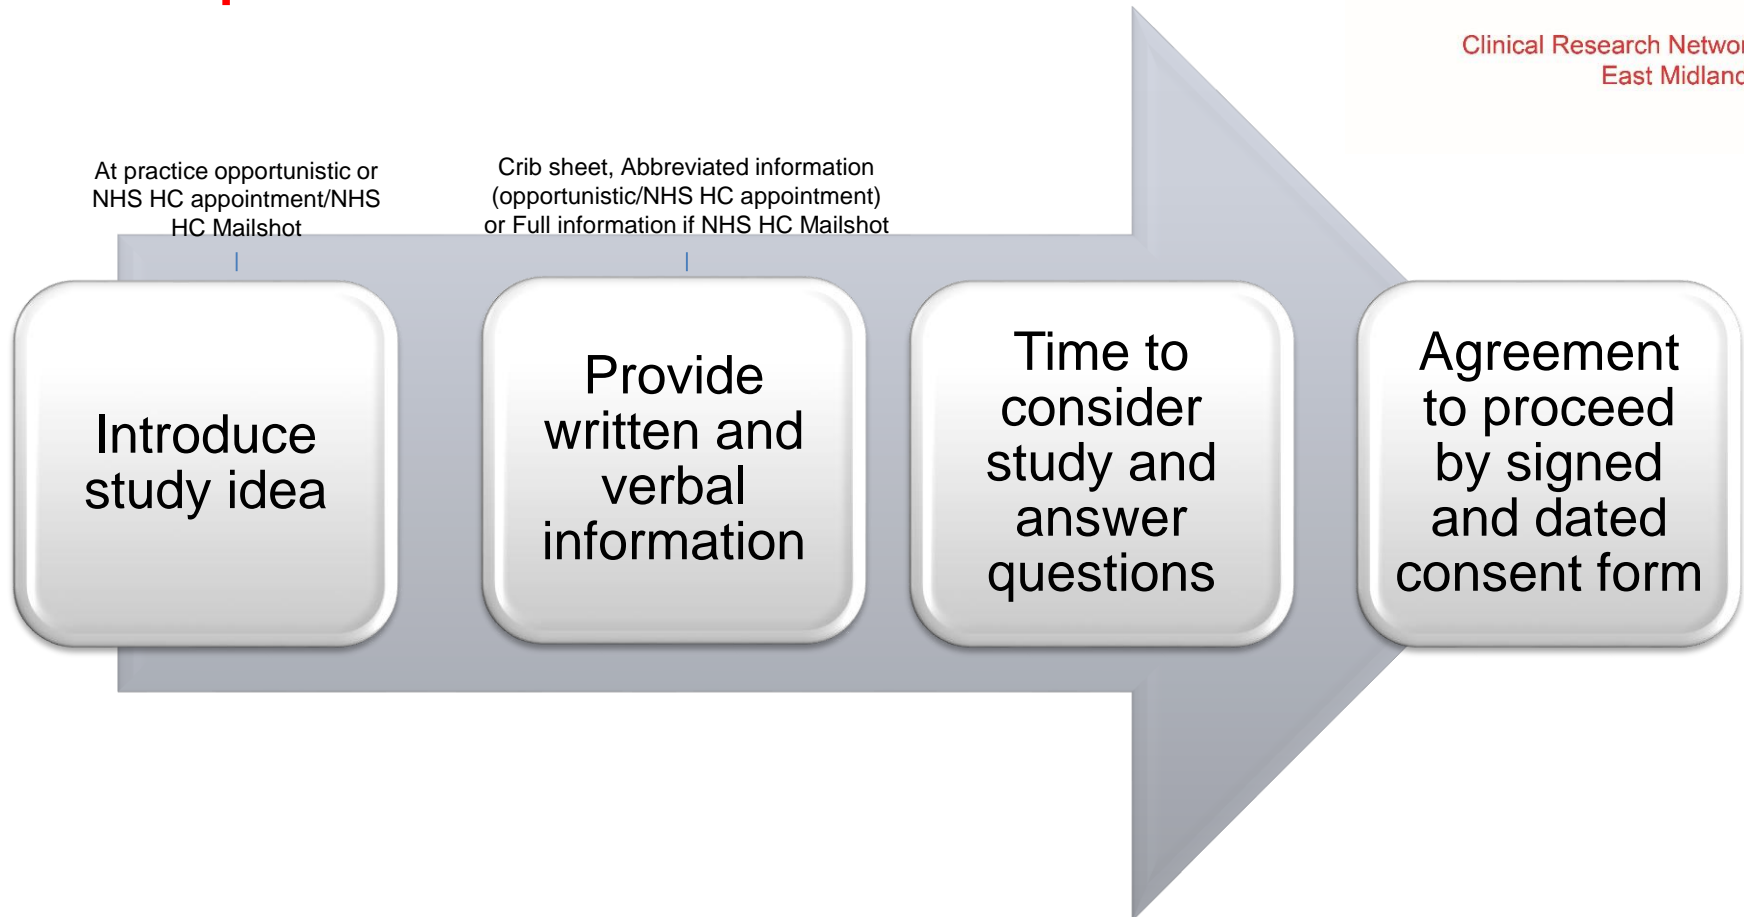 Clinical Research Networ
East Midland
At practice opportunistic or
NHS HC appointment/NHS
HC Mailshot
Crib sheet, Abbreviated information
(opportunistic/NHS HC appointment)
or Full information if NHS HC Mailshot
Introduce
study idea
Provide
written and
verbal
information
Time to
consider
study and
answer
questions
Agreement
to proceed
by signed
and dated
consent form